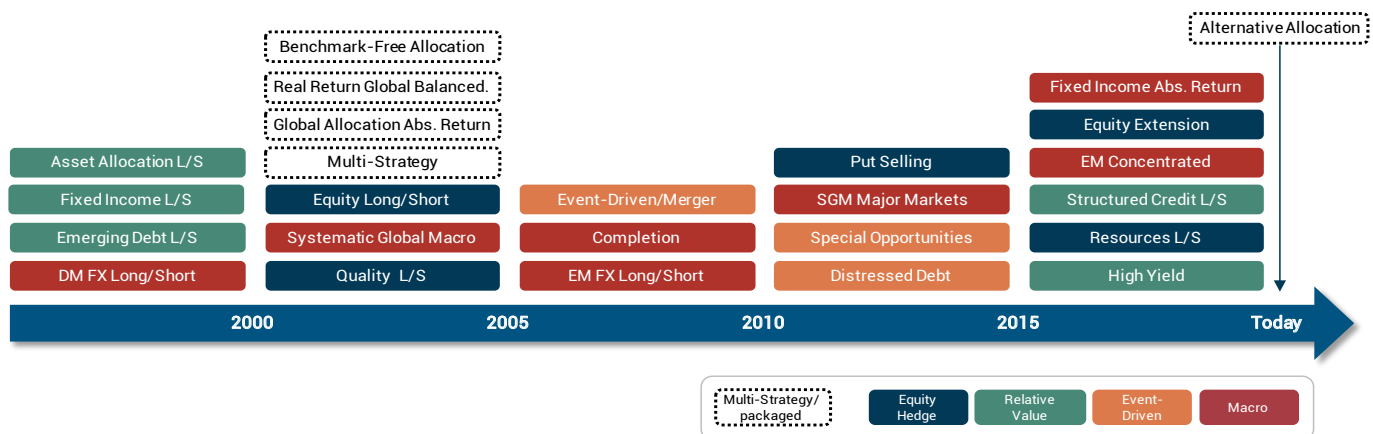 Alternative Allocation
Benchmark-Free Allocation
Real Return Global Balanced.
Global Allocation Abs. Return
Multi-Strategy
Fixed Income Abs. Return
Equity Extension
Asset Allocation L/S
Put Selling
EM Concentrated
Fixed Income L/S
Equity Long/Short
Event-Driven/Merger
SGM Major Markets
Structured Credit L/S
Emerging Debt L/S
Systematic Global Macro
Completion
Special Opportunities
Resources L/S
DM FX Long/Short
Quality L/S
EM FX Long/Short
Distressed Debt
High Yield
2000
2005
2010
2015
Today
Multi-Strategy/
packaged
Equity
Hedge
Relative
Value
Event-
Driven
Macro